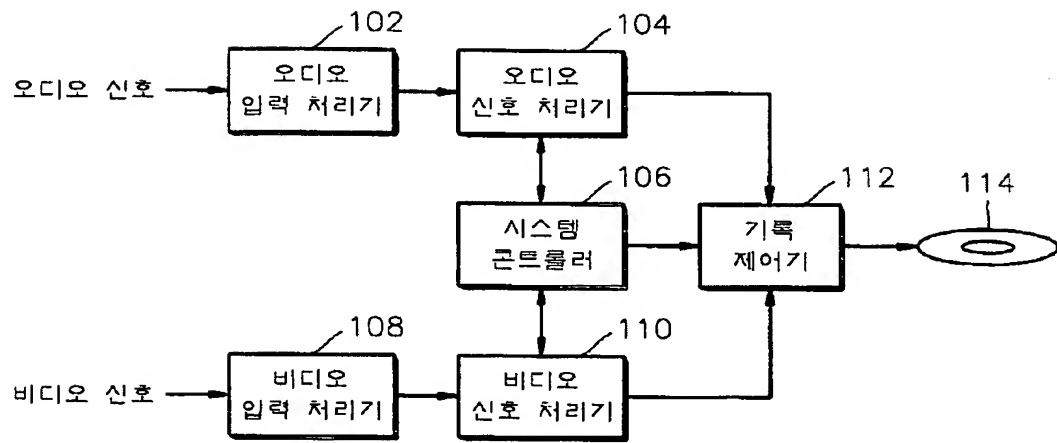 102
104
오디오 신호
오디오
입력 처리기
오디오
신호 처리기
106
112
114
시스템
콘트롤러
기록
제어기
108
110
비디오 신호
비디오
입력 처리기
비디오
신호 처리기